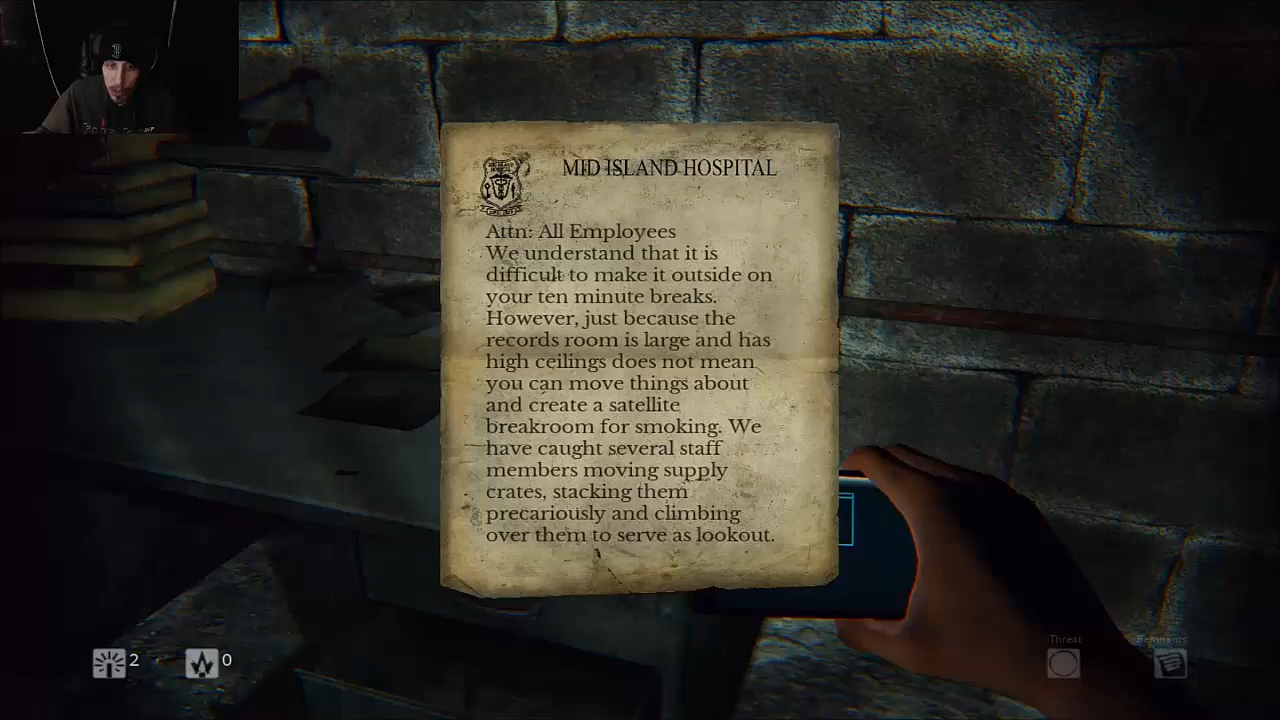 MID ISLAND HOSPITAL
Attn: All Employees
We understand that it is
difficult to make it outside on
your ten minute breaks.
However, just because the
records room is large and has
high ceilings does not mean
you can move things about
and create a satellite
breakroom for smoking. We
have caught several staff
members moving supply
crates, stacking them
precariously and climbing
over them to serve as lookout.
2
0
Threat
Remnants